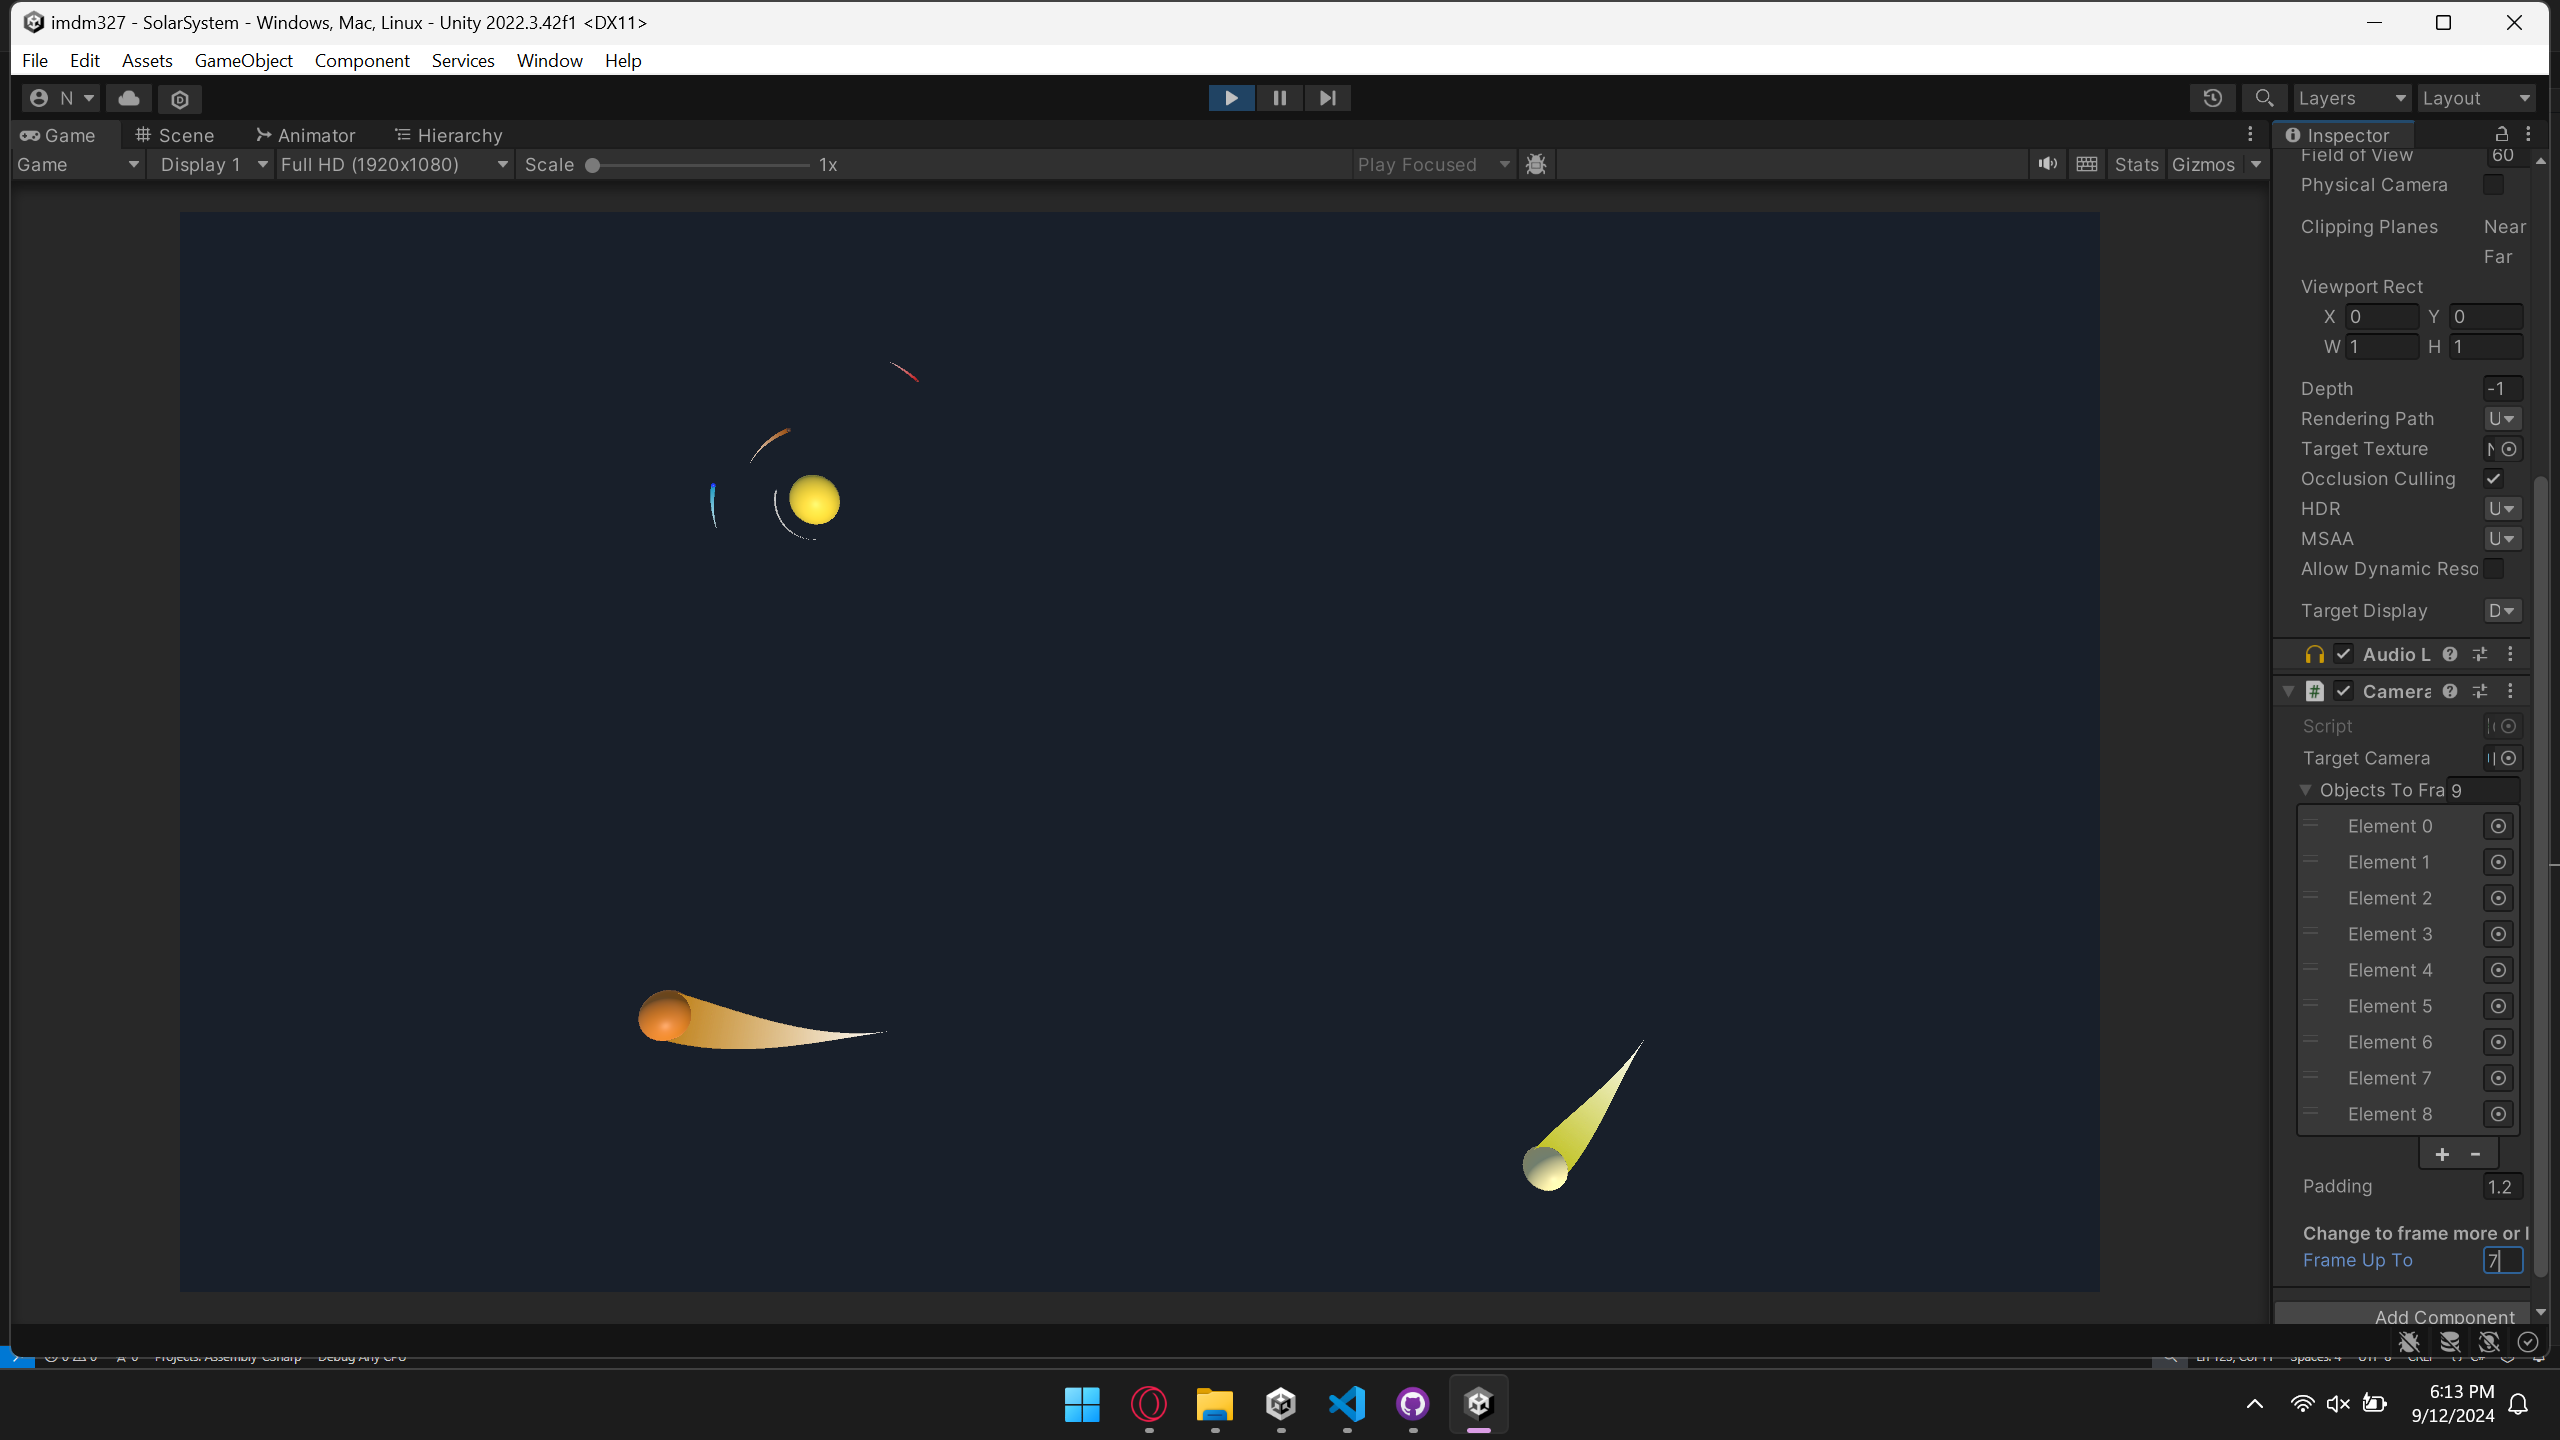 imdm327 - SolarSystem - Windows, Mac, Linux - Unity 2022.3.42f1 <DX11>
File Edit Assets GameObject Component Services Window Help
N Layers Layout
Game Scene Animator Hierarchy Inspector
Game Display 1 Full HD (1920x1080) Scale 1x Play Focused Stats Gizmos
Field of View 60
Physical Camera
Clipping Planes Near
Far
Viewport Rect
X 0 Y 0
W 1 H 1
Depth -1
Rendering Path U
Target Texture
Occlusion Culling
HDR U
MSAA U
Allow Dynamic Reso
Target Display D
Audio L
Camera
Script
Target Camera
Objects To Fra 9
Element 0
Element 1
Element 2
Element 3
Element 4
Element 5
Element 6
Element 7
Element 8
+ -
Padding 1.2
Change to frame more or l
Frame Up To 7
Add Component
Projects: Assembly-CSharp Debug Any CPU
6:13 PM
9/12/2024